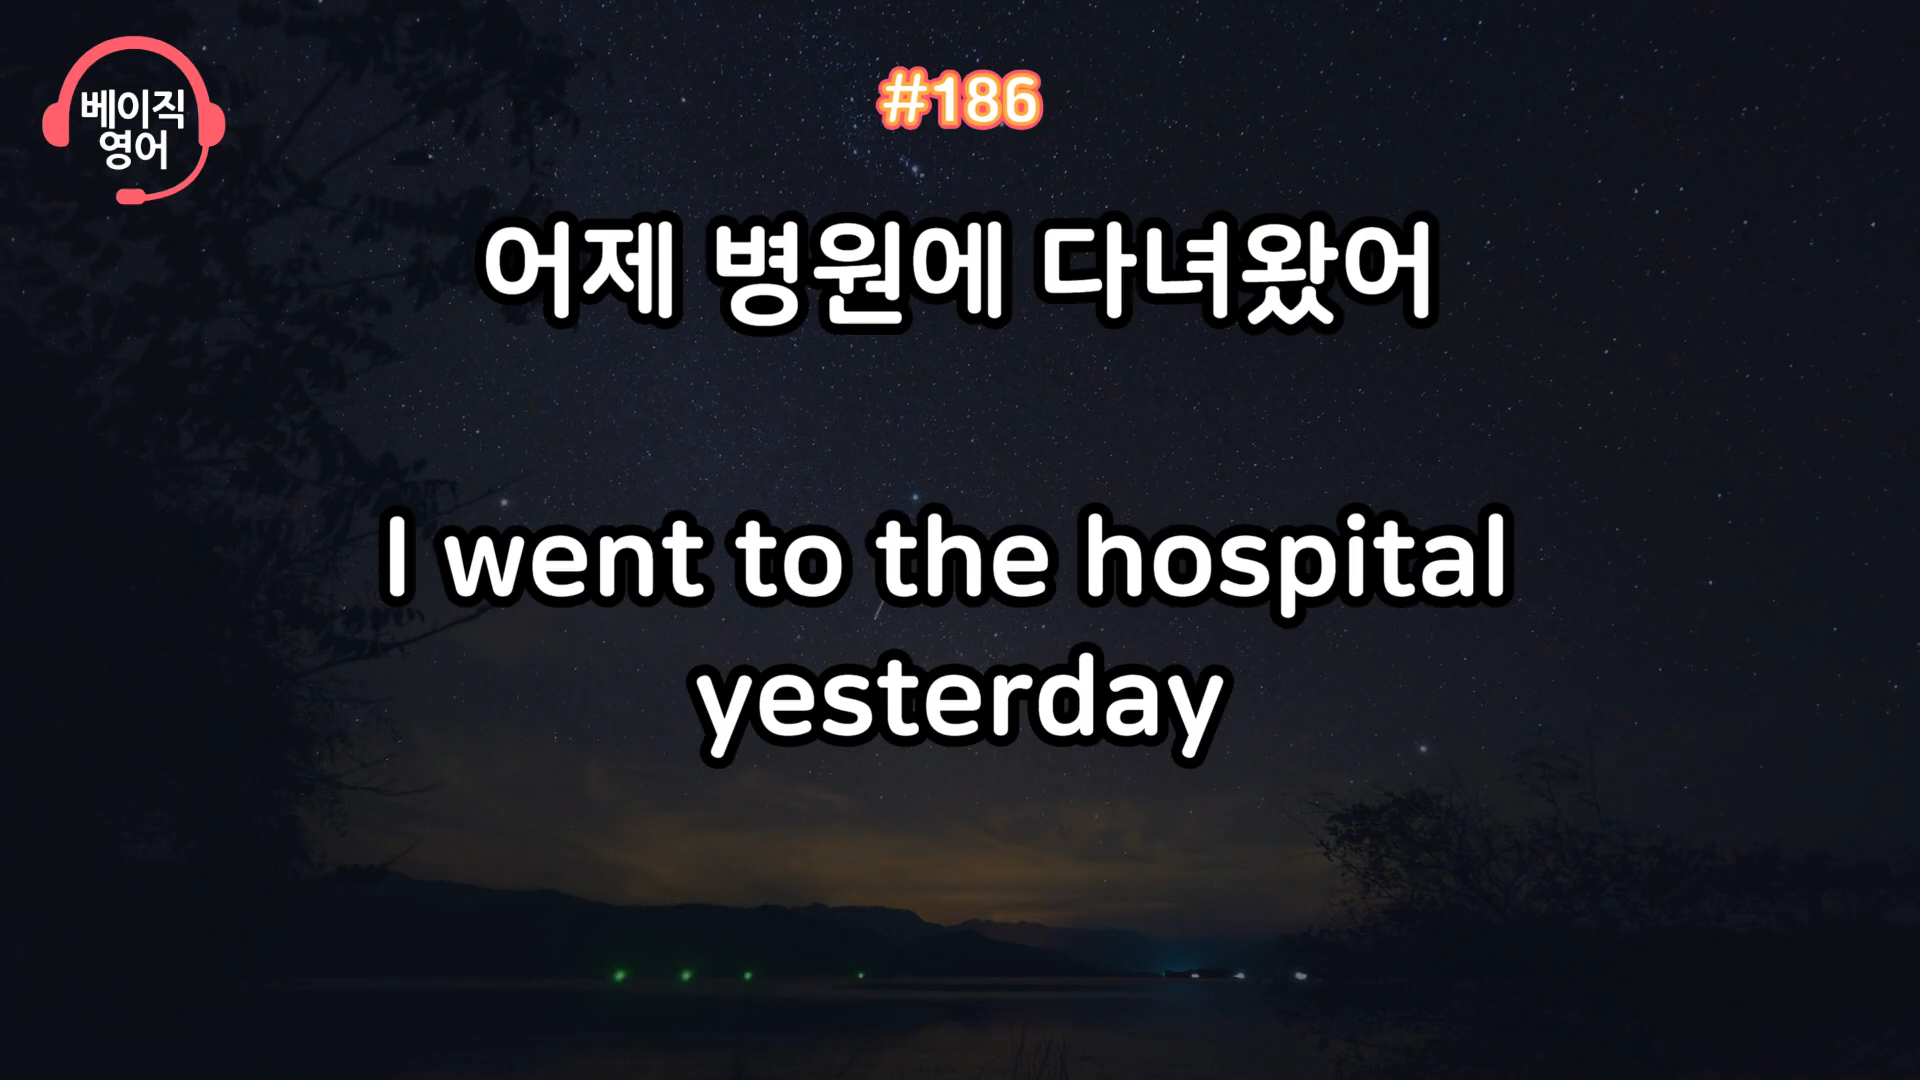 베이직
영어
#186
어제 병원에 다녀왔어
I went to the hospital
yesterday